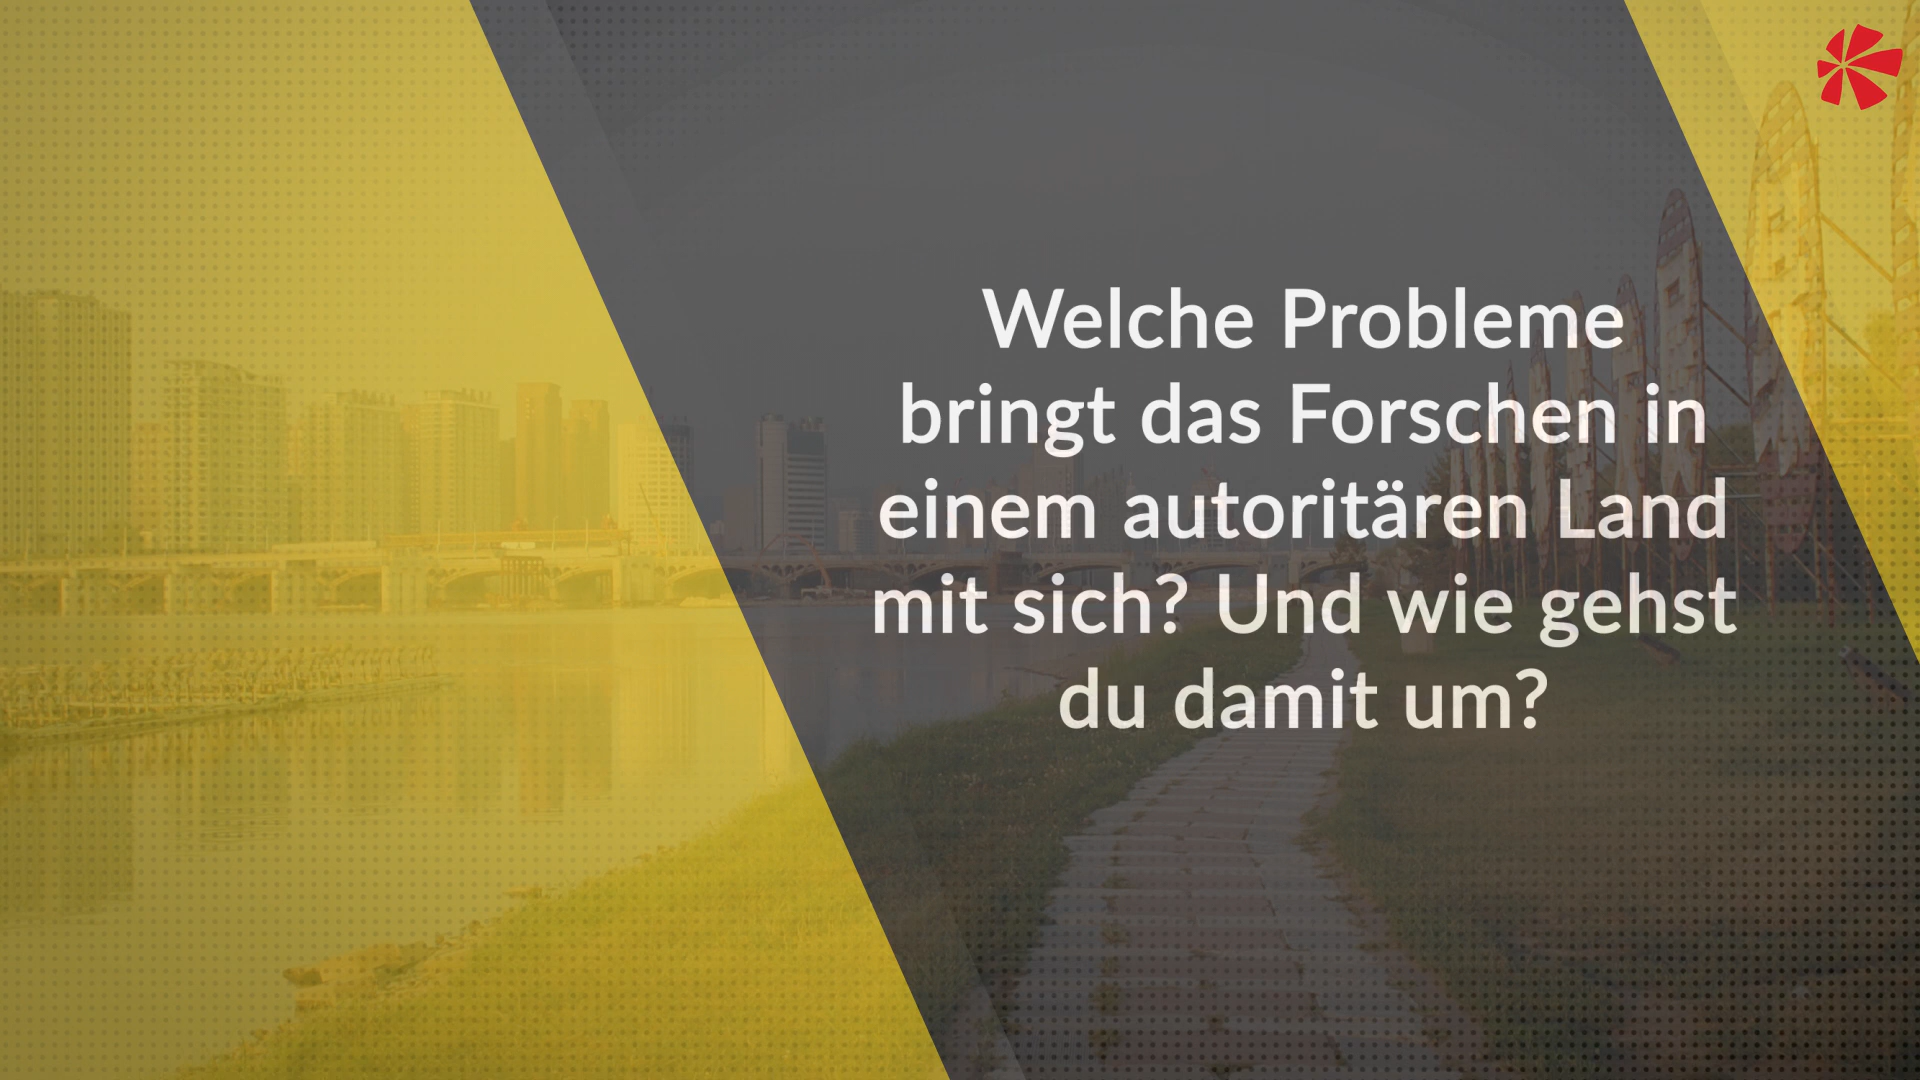 Welche Probleme
bringt das Forschen in
einem autoritären Land
mit sich? Und wie gehst
du damit um?